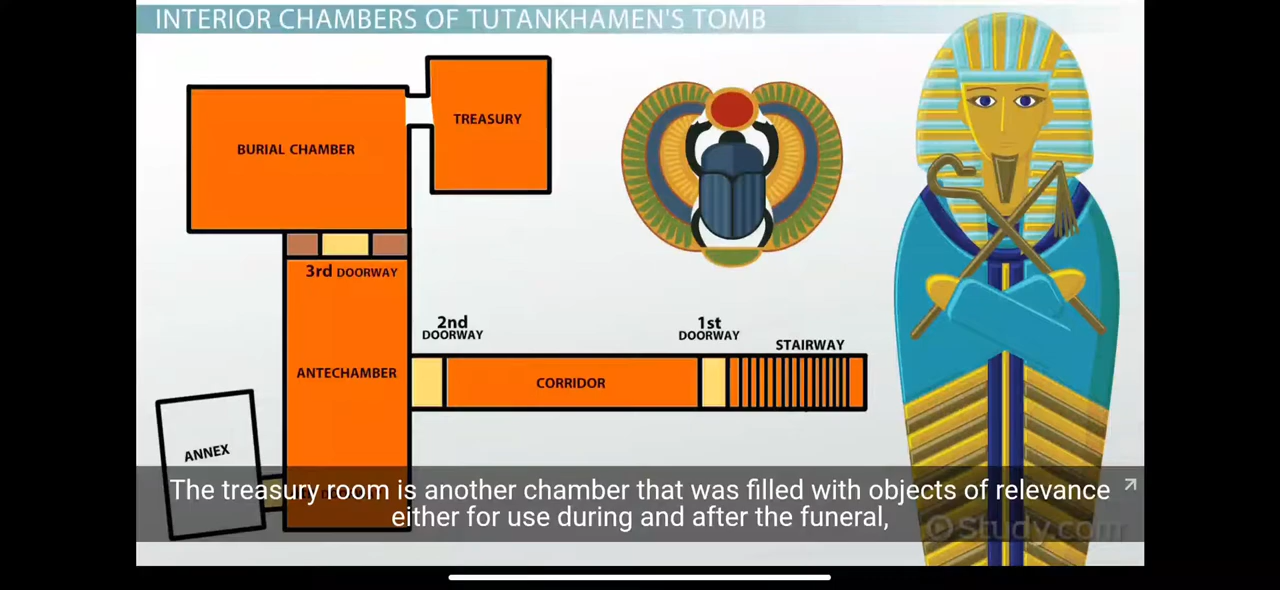 INTERIOR CHAMBERS OF TUTANKHAMEN'S TOMB
TREASURY
BURIAL CHAMBER
3rd DOORWAY
2nd
DOORWAY
1st
DOORWAY
STAIRWAY
ANTECHAMBER
CORRIDOR
ANNEX
The treasury room is another chamber that was filled with objects of relevance
either for use during and after the funeral,
Study.com